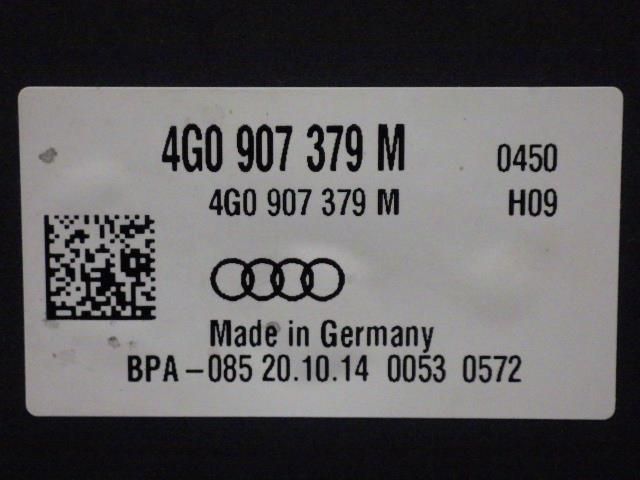 4G0 907 379 M 0450
4G0 907 379 M H09
Made in Germany
BPA-085 20.10.14 0053 0572